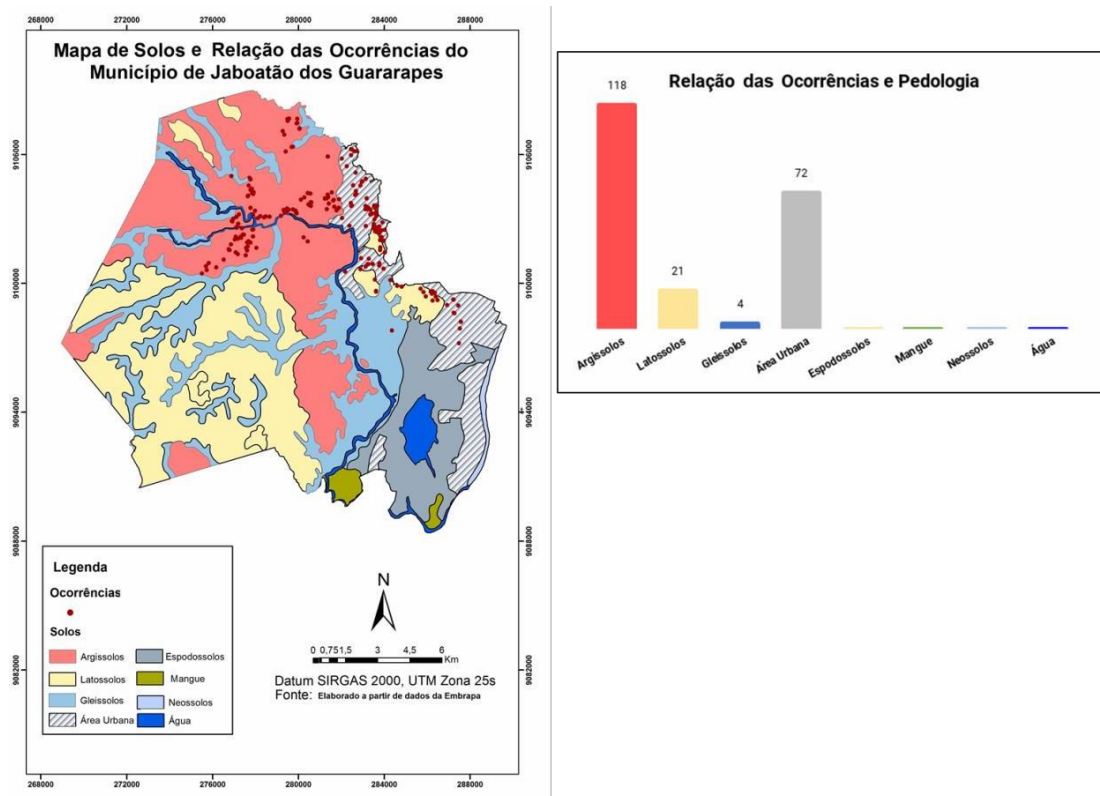 268000 272000 276000 280000 284000 288000
Mapa de Solos e Relação das Ocorrências do
Município de Jaboatão dos Guararapes
9106000
9100000
9094000
9088000
9082000
9106000
9100000
9094000
9088000
9082000
Legenda
Ocorrências
Solos
Argissolos
Latossolos
Gleissolos
Área Urbana
Espodossolos
Mangue
Neossolos
Água
N
0 0,75 1,5 3 4,5 6
Km
Datum SIRGAS 2000, UTM Zona 25s
Fonte: Elaborado a partir de dados da Embrapa
268000 272000 276000 280000 284000 288000
Relação das Ocorrências e Pedologia
118
21
4
72
Argissolos
Latossolos
Gleissolos
Área Urbana
Espodossolos
Mangue
Neossolos
Água